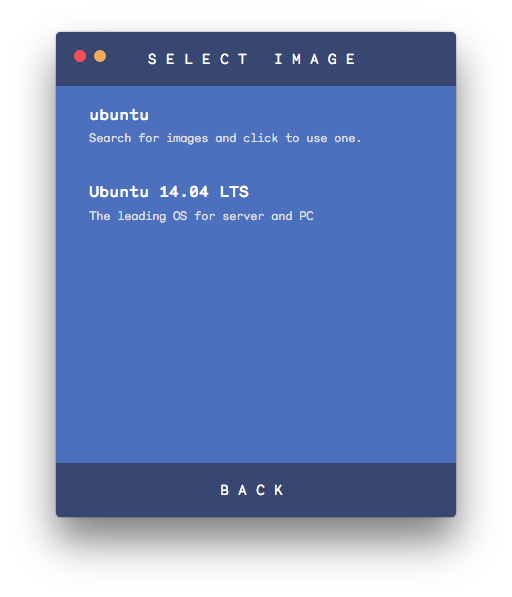 SELECT IMAGE
ubuntu
Search for images and click to use one.
Ubuntu 14.04 LTS
The leading OS for server and PC
BACK